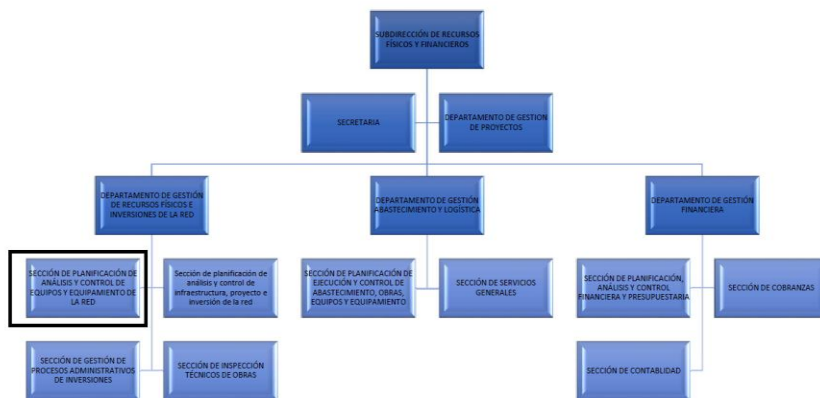 SUBDIRECCIÓN DE RECURSOS
FÍSICOS Y FINANCIEROS
SECRETARIA
DEPARTAMENTO DE GESTION
DE PROYECTOS
DEPARTAMENTO DE GESTIÓN
DE RECURSOS FÍSICOS E
INVERSIONES DE LA RED
DEPARTAMENTO DE GESTIÓN
ABASTECIMIENTO Y LOGÍSTICA
DEPARTAMENTO DE GESTIÓN
FINANCIERA
SECCIÓN DE PLANIFICACIÓN DE
ANÁLISIS Y CONTROL DE
EQUIPOS Y EQUIPAMIENTO DE
LA RED
Sección de planificación de
análisis y control de
infraestructura, proyecto e
inversión de la red
SECCIÓN DE PLANIFICACIÓN DE
EJECUCIÓN Y CONTROL DE
ABASTECIMIENTO, OBRAS,
EQUIPOS Y EQUIPAMIENTO
SECCIÓN DE SERVICIOS
GENERALES
SECCIÓN DE PLANIFICACIÓN,
ANÁLISIS Y CONTROL
FINANCIERA Y PRESUPUESTARIA
SECCIÓN DE COBRANZAS
SECCIÓN DE GESTIÓN DE
PROCESOS ADMINISTRATIVOS
DE INVERSIONES
SECCIÓN DE INSPECCIÓN
TÉCNICOS DE OBRAS
SECCIÓN DE CONTABLIDAD